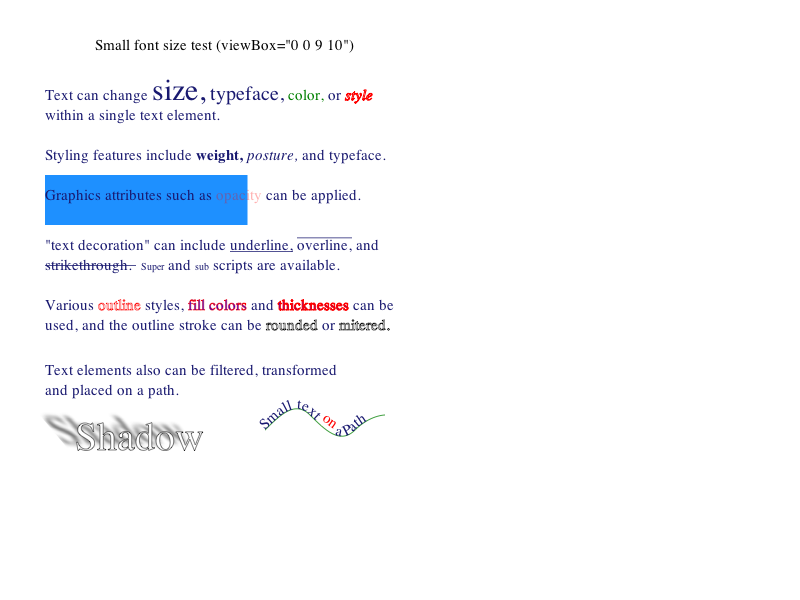 Small font size test (viewBox="0 0 9 10")
Text can change size, typeface, color, or style
within a single text element.
Styling features include weight, posture, and typeface.
Graphics attributes such as opacity can be applied.
"text decoration" can include underline, overline, and
strikethrough. Super and sub scripts are available.
Various outline styles, fill colors and thicknesses can be
used, and the outline stroke can be rounded or mitered.
Text elements also can be filtered, transformed
and placed on a path.
Shadow
Small text on aPath